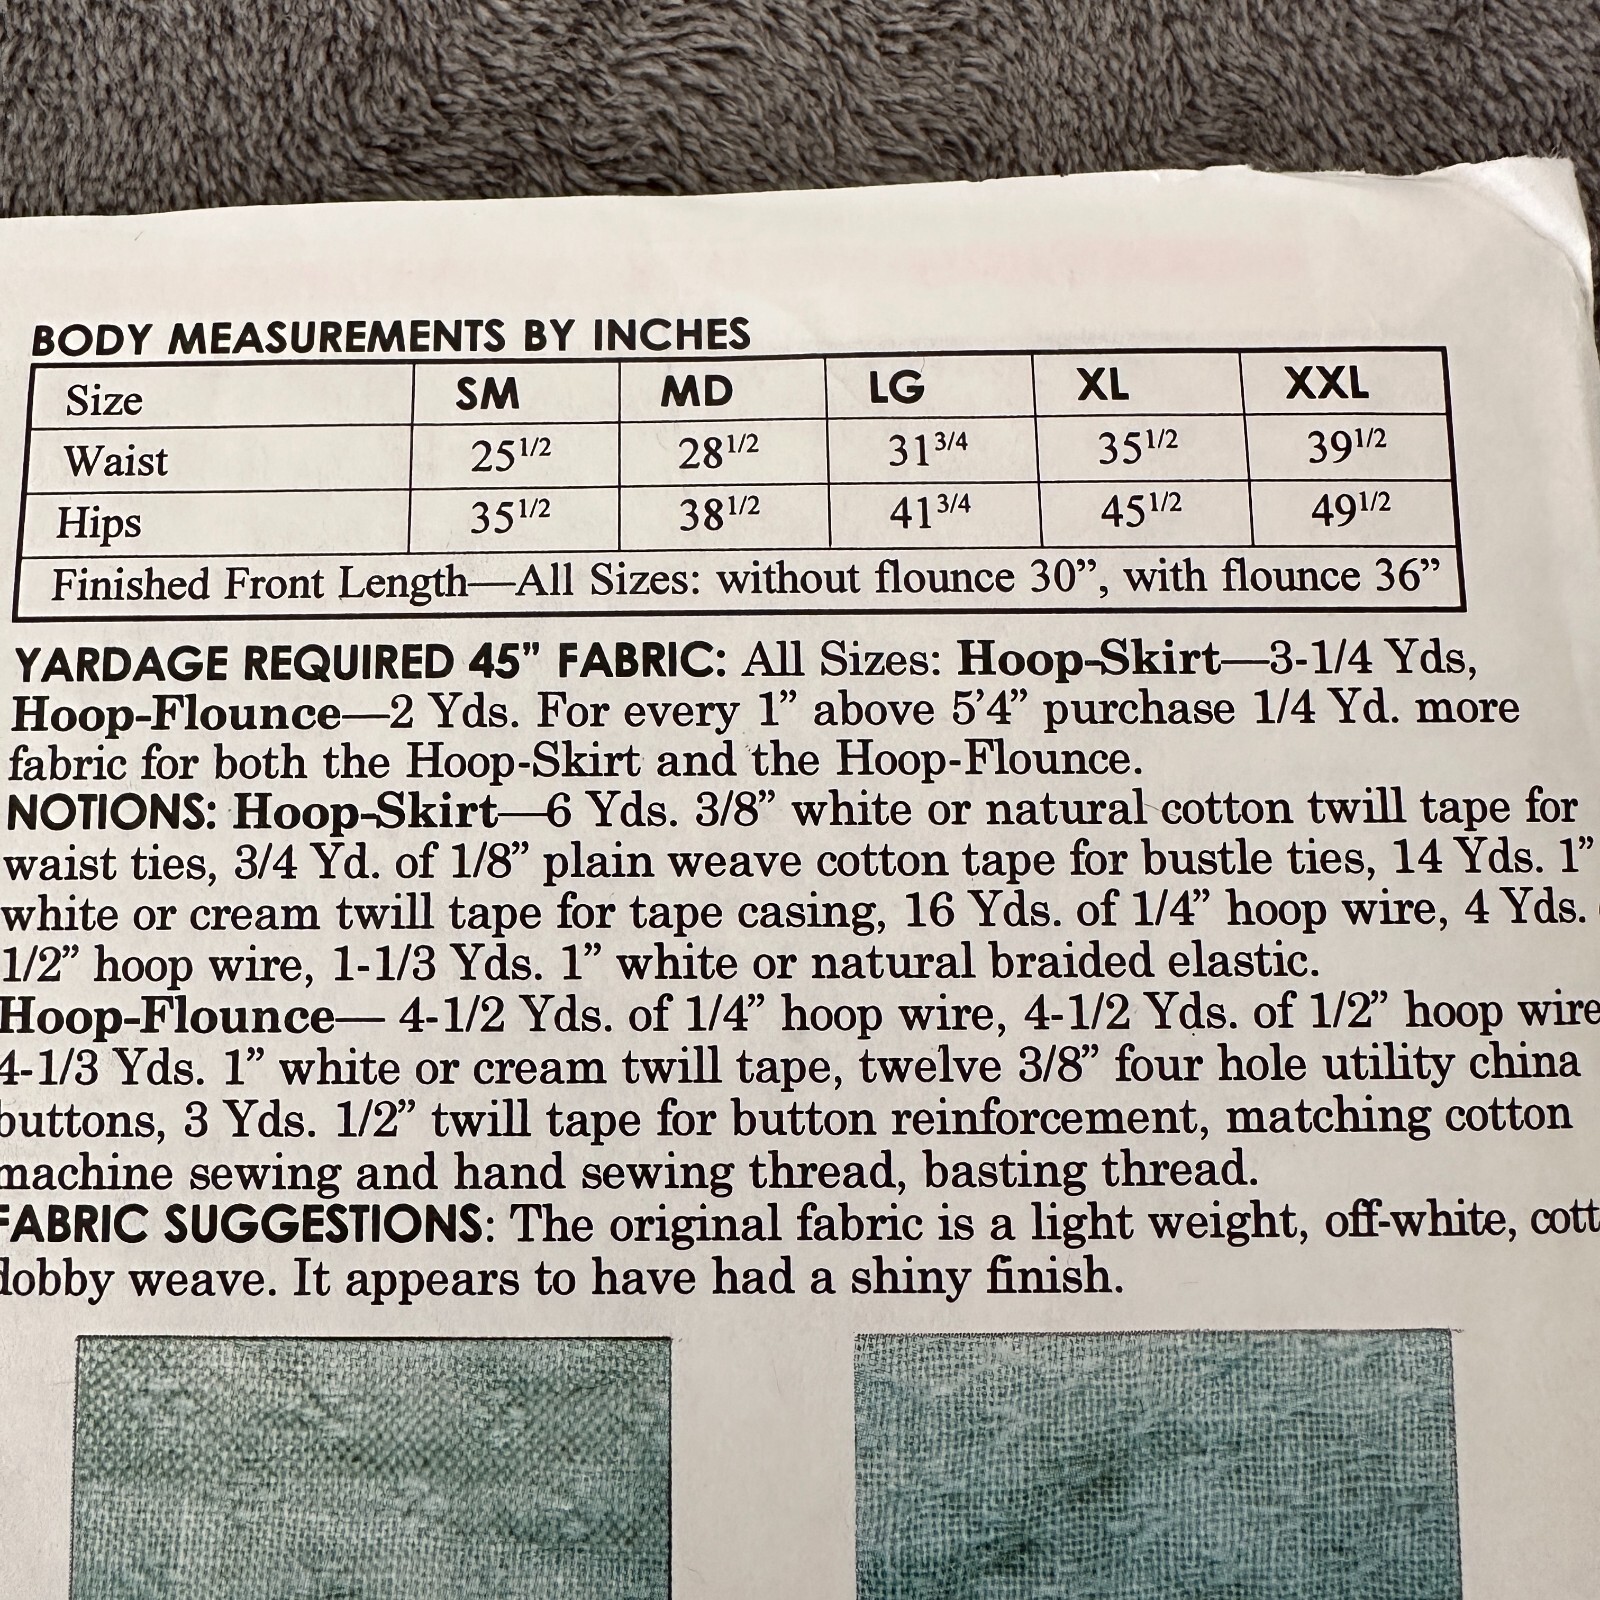 BODY MEASUREMENTS BY INCHES
Size SM MD LG XL XXL
Waist 25 1/2 28 1/2 31 3/4 35 1/2 39 1/2
Hips 35 1/2 38 1/2 41 3/4 45 1/2 49 1/2
Finished Front Length—All Sizes: without flounce 30”, with flounce 36”
YARDAGE REQUIRED 45” FABRIC: All Sizes: Hoop-Skirt—3-1/4 Yds,
Hoop-Flounce—2 Yds. For every 1” above 5’4” purchase 1/4 Yd. more
fabric for both the Hoop-Skirt and the Hoop-Flounce.
NOTIONS: Hoop-Skirt—6 Yds. 3/8” white or natural cotton twill tape for
waist ties, 3/4 Yd. of 1/8” plain weave cotton tape for bustle ties, 14 Yds. 1”
white or cream twill tape for tape casing, 16 Yds. of 1/4” hoop wire, 4 Yds.
1/2” hoop wire, 1-1/3 Yds. 1” white or natural braided elastic.
Hoop-Flounce— 4-1/2 Yds. of 1/4” hoop wire, 4-1/2 Yds. of 1/2” hoop wire
4-1/3 Yds. 1” white or cream twill tape, twelve 3/8” four hole utility china
buttons, 3 Yds. 1/2” twill tape for button reinforcement, matching cotton
machine sewing and hand sewing thread, basting thread.
FABRIC SUGGESTIONS: The original fabric is a light weight, off-white, cott
dobby weave. It appears to have had a shiny finish.